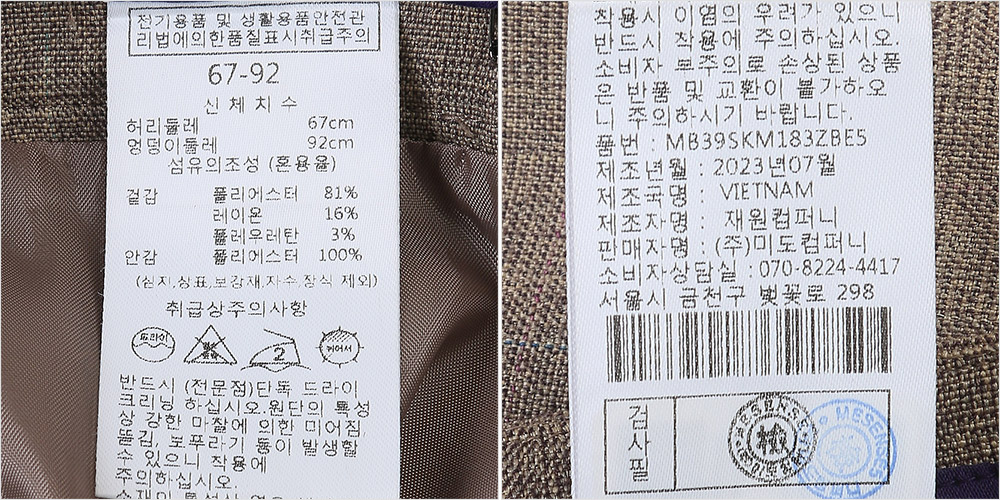 전기용품 및 생활용품안전관
리법에의한품질표시취급주의
67-92
신 체 치 수
허리둘레 67cm
엉덩이둘레 92cm
섬유의조성 (혼용율)
겉감 폴리에스터 81%
레이온 16%
폴레우레탄 3%
안감 폴리에스터 100%
(심지,상표,보강재,자수,장식 제외)
취급상주의사항
드라이
2
반드시 (전문점)단독 드라이
크리닝 하십시오.원단의 특성
상 강한 마찰에 의한 미어짐,
뜯김, 보푸라기 등이 발생할
수 있으니 착용에
주의하십시오.
착용시 이염의 우려가 있으니
반드시 착용에 주의하십시오.
소비자 부주의로 손상된 상품
은 반품 및 교환이 불가하오
니 주의하시기 바랍니다.
품번 : MB39SKM183ZBE5
제조년월 : 2023년07월
제조국명 : VIETNAM
제조자명 : 재원컴퍼니
판매자명 : (주)미도컴퍼니
소비자상담실 : 070-8224-4417
서울시 금천구 벚꽃로 298
검
사
필
MESENSES